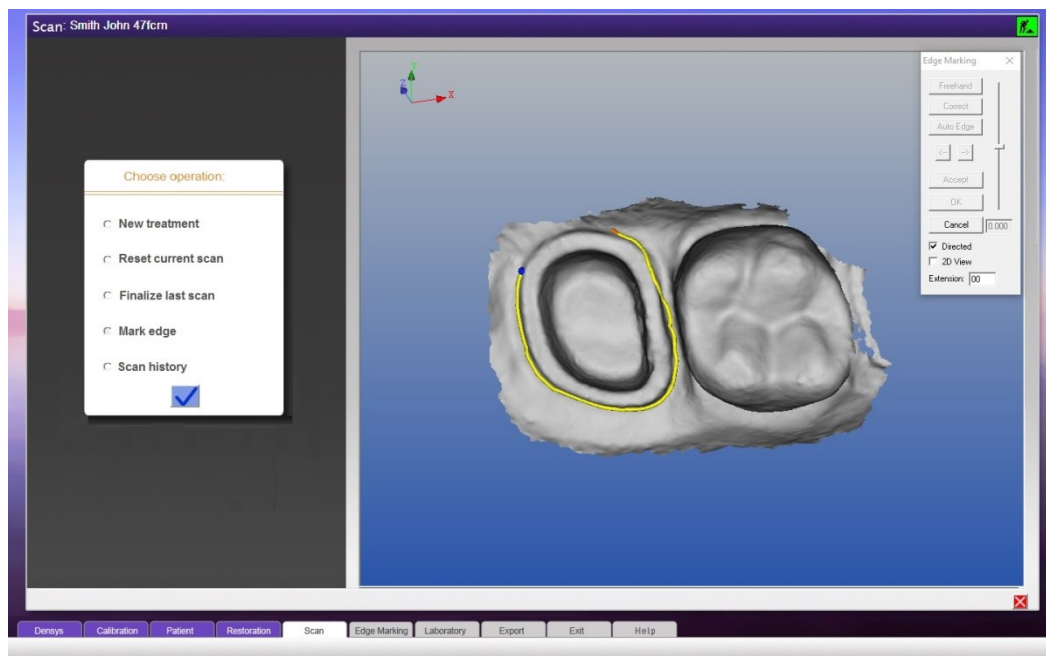 Scan: Smith John 47fcrn
Choose operation:
New treatment
Reset current scan
Finalize last scan
Mark edge
Scan history
Y
Z
X
Edge Marking
Freehand
Correct
Auto Edge
<- ->
Accept
OK
Cancel 0.000
Directed
2D View
Extension: 00
Densys Calibration Patient Restoration Scan Edge Marking Laboratory Export Exit Help